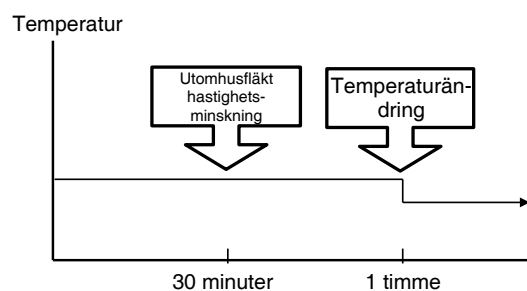 Temperatur
Utomhusfläkt
hastighets-
minskning
Temperaturän-
dring
30 minuter
1 timme